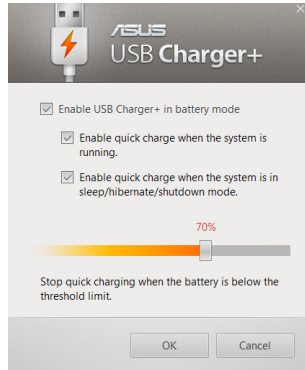 ASUS
USB Charger+
Enable USB Charger+ in battery mode
Enable quick charge when the system is
running.
Enable quick charge when the system is in
sleep/hibernate/shutdown mode.
70%
Stop quick charging when the battery is below the
threshold limit.
OK
Cancel